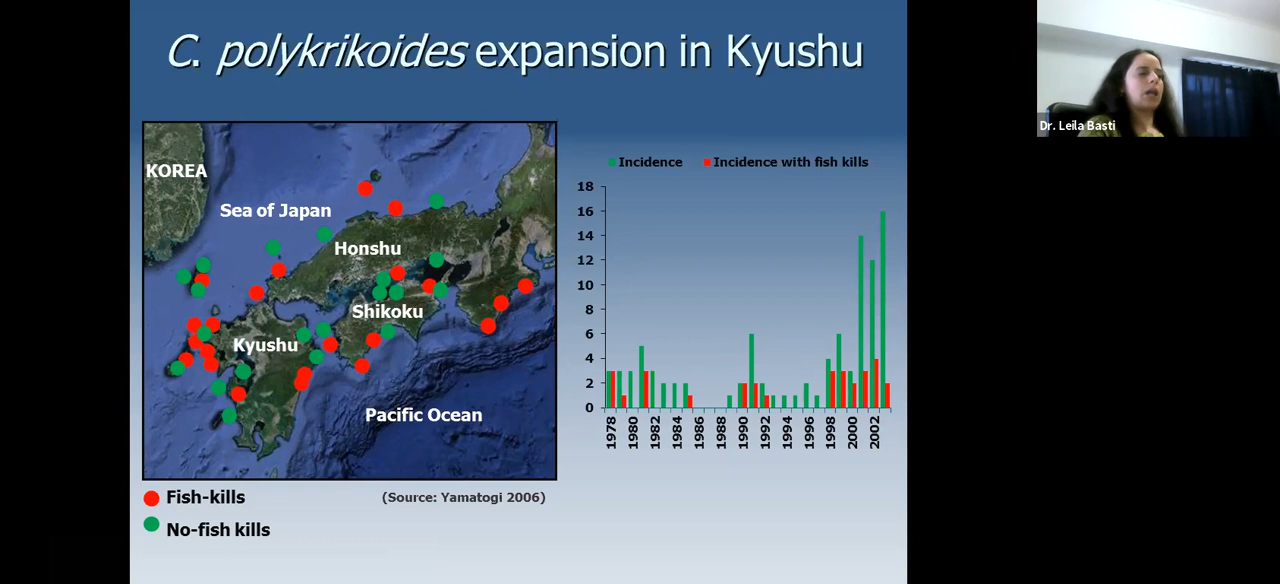 C. polykrikoides expansion in Kyushu
Dr. Leila Basti
KOREA
Sea of Japan
Honshu
Shikoku
Kyushu
Pacific Ocean
Fish-kills
(Source: Yamatogi 2006)
No-fish kills
Incidence
Incidence with fish kills
18
16
14
12
10
8
6
4
2
0
1978
1980
1982
1984
1986
1988
1990
1992
1994
1996
1998
2000
2002